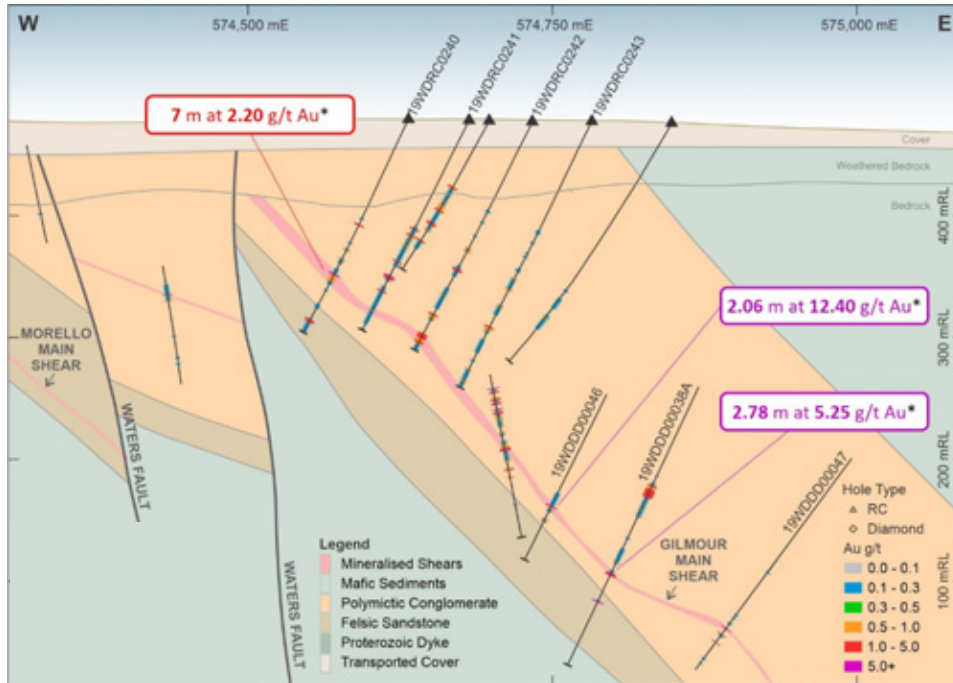 W
574,500 mE
574,750 mE
575,000 mE
E
19WDRC0240
19WDRC0241
19WDRC0242
19WDRC0243
7 m at 2.20 g/t Au*
Cover
Weathered Bedrock
Bedrock
400 mRL
2.06 m at 12.40 g/t Au*
300 mRL
MORELLO
MAIN
SHEAR
2.78 m at 5.25 g/t Au*
WATERS FAULT
19WDDD00046
19WDDD00038A
19WDDD00047
200 mRL
Hole Type
RC
Diamond
Au g/t
0.0 - 0.1
0.1 - 0.3
0.3 - 0.5
0.5 - 1.0
1.0 - 5.0
5.0+
GILMOUR
MAIN
SHEAR
100 mRL
WATERS FAULT
Legend
Mineralised Shears
Mafic Sediments
Polymictic Conglomerate
Felsic Sandstone
Proterozoic Dyke
Transported Cover